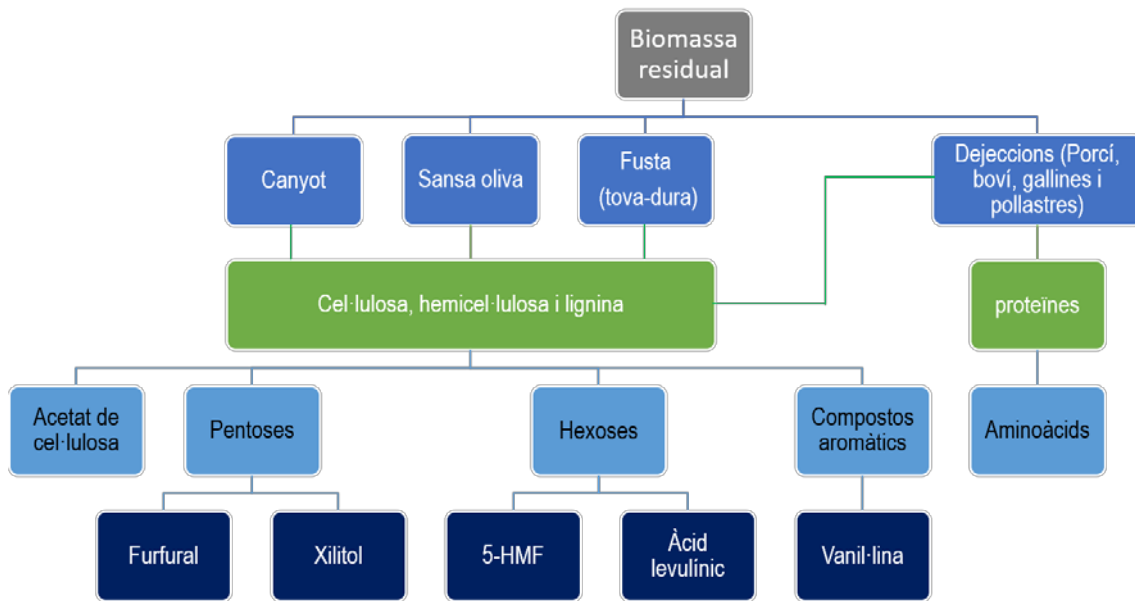 Biomassa
residual
Canyot
Sansa oliva
Fusta
(tova-dura)
Dejeccions (Porcí,
boví, gallines i
pollastres)
Cel·lulosa, hemicel·lulosa i lignina
proteïnes
Acetat de
cel·lulosa
Pentoses
Hexoses
Compostos
aromàtics
Aminoàcids
Furfural
Xilitol
5-HMF
Àcid
levulínic
Vanil·lina